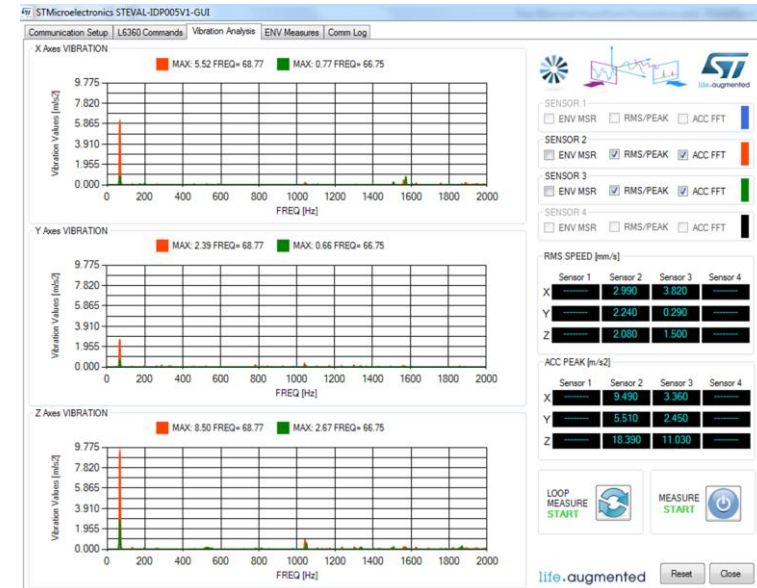 STMicroelectronics STEVAL-IDP005V1-GUI
Communication Setup L6360 Commands Vibration Analysis ENV Measures Comm Log
X Axes VIBRATION
MAX: 5.52 FREQ= 68.77 MAX: 0.77 FREQ= 66.75
Vibration Values [m/s2]
9.775
7.820
5.865
3.910
1.955
0.000
0 200 400 600 800 1000 1200 1400 1600 1800 2000
FREQ [Hz]
Y Axes VIBRATION
MAX: 2.39 FREQ= 68.77 MAX: 0.66 FREQ= 66.75
Vibration Values [m/s2]
9.775
7.820
5.865
3.910
1.955
0.000
0 200 400 600 800 1000 1200 1400 1600 1800 2000
FREQ [Hz]
Z Axes VIBRATION
MAX: 8.50 FREQ= 68.77 MAX: 2.67 FREQ= 66.75
Vibration Values [m/s2]
9.775
7.820
5.865
3.910
1.955
0.000
0 200 400 600 800 1000 1200 1400 1600 1800 2000
FREQ [Hz]
ST
life.augmented
SENSOR 1
ENV MSR RMS/PEAK ACC FFT
SENSOR 2
ENV MSR RMS/PEAK ACC FFT
SENSOR 3
ENV MSR RMS/PEAK ACC FFT
SENSOR 4
ENV MSR RMS/PEAK ACC FFT
RMS SPEED [mm/s]
Sensor 1 Sensor 2 Sensor 3 Sensor 4
X -------- 2.990 3.820 --------
Y -------- 2.240 0.290 --------
Z -------- 2.080 1.500 --------
ACC PEAK [m/s2]
Sensor 1 Sensor 2 Sensor 3 Sensor 4
X -------- 9.490 3.360 --------
Y -------- 5.510 2.450 --------
Z -------- 18.390 11.030 --------
LOOP
MEASURE
START
MEASURE
START
life.augmented
Reset Close